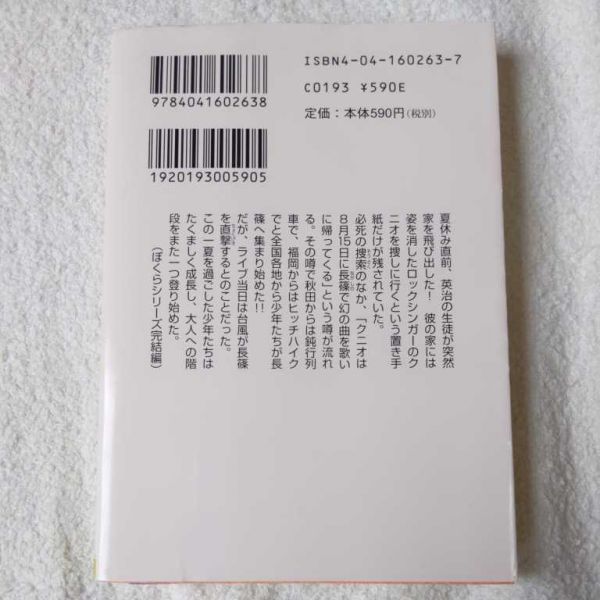 ISBN4-04-160263-7
C0193 ¥590E
定価：本体590円（税別）
9784041602638
1920193005905
夏休み直前、英治の生徒が突然
家を飛び出した！　彼の家には
姿を消したロックシンガーのク
ニオを捜しに行くという置き手
紙だけが残されていた。
必死の捜索のなか、「クニオは
8月15日に長篠で幻の曲を歌い
に帰ってくる」という噂が流れ
る。その噂で秋田からは鈍行列
車で、福岡からはヒッチハイク
でと全国各地から少年たちが長
篠へ集まり始めた!!
だが、ライブ当日は台風が長篠
を直撃するとのことだった。
この一夏を過ごした少年たちは
たくましく成長し、大人への階
段をまた一つ登り始めた。
（ぼくらシリーズ完結編）